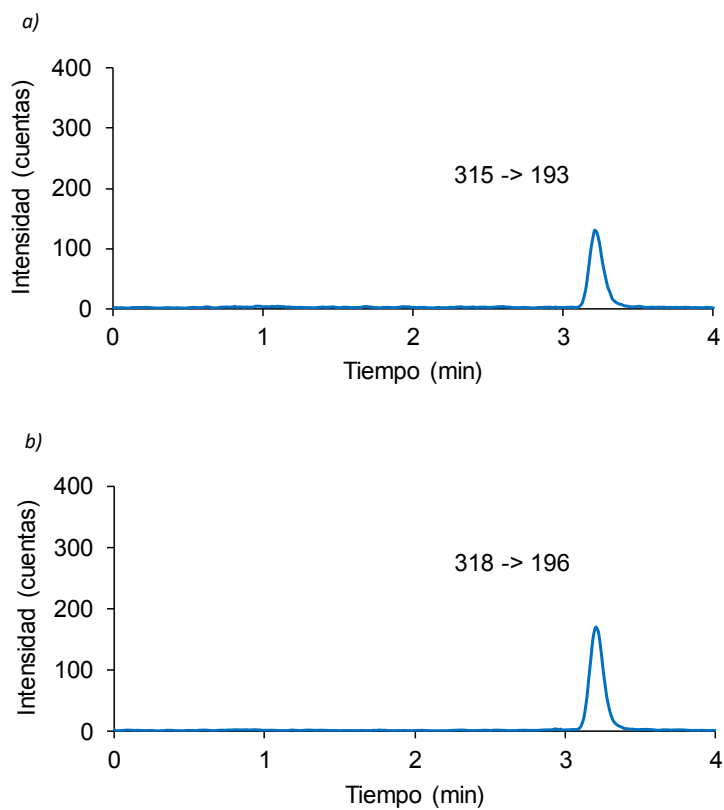 a)
400
300
200
100
0
Intensidad (cuentas)
315 -> 193
0 1 2 3 4
Tiempo (min)
b)
400
300
200
100
0
Intensidad (cuentas)
318 -> 196
0 1 2 3 4
Tiempo (min)